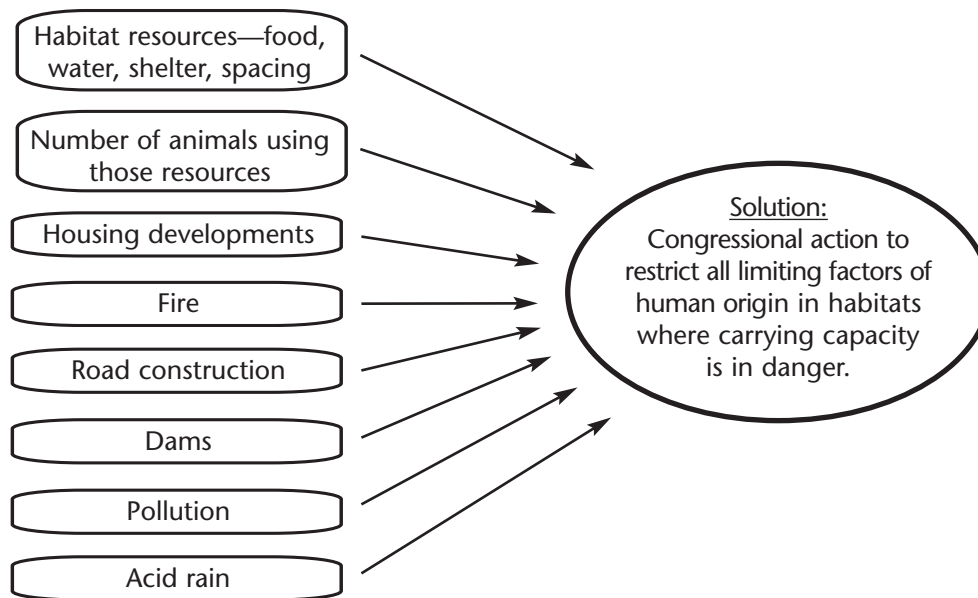 Habitat resources—food,
water, shelter, spacing
Number of animals using
those resources
Housing developments
Fire
Road construction
Dams
Pollution
Acid rain
Solution:
Congressional action to
restrict all limiting factors of
human origin in habitats
where carrying capacity
is in danger.